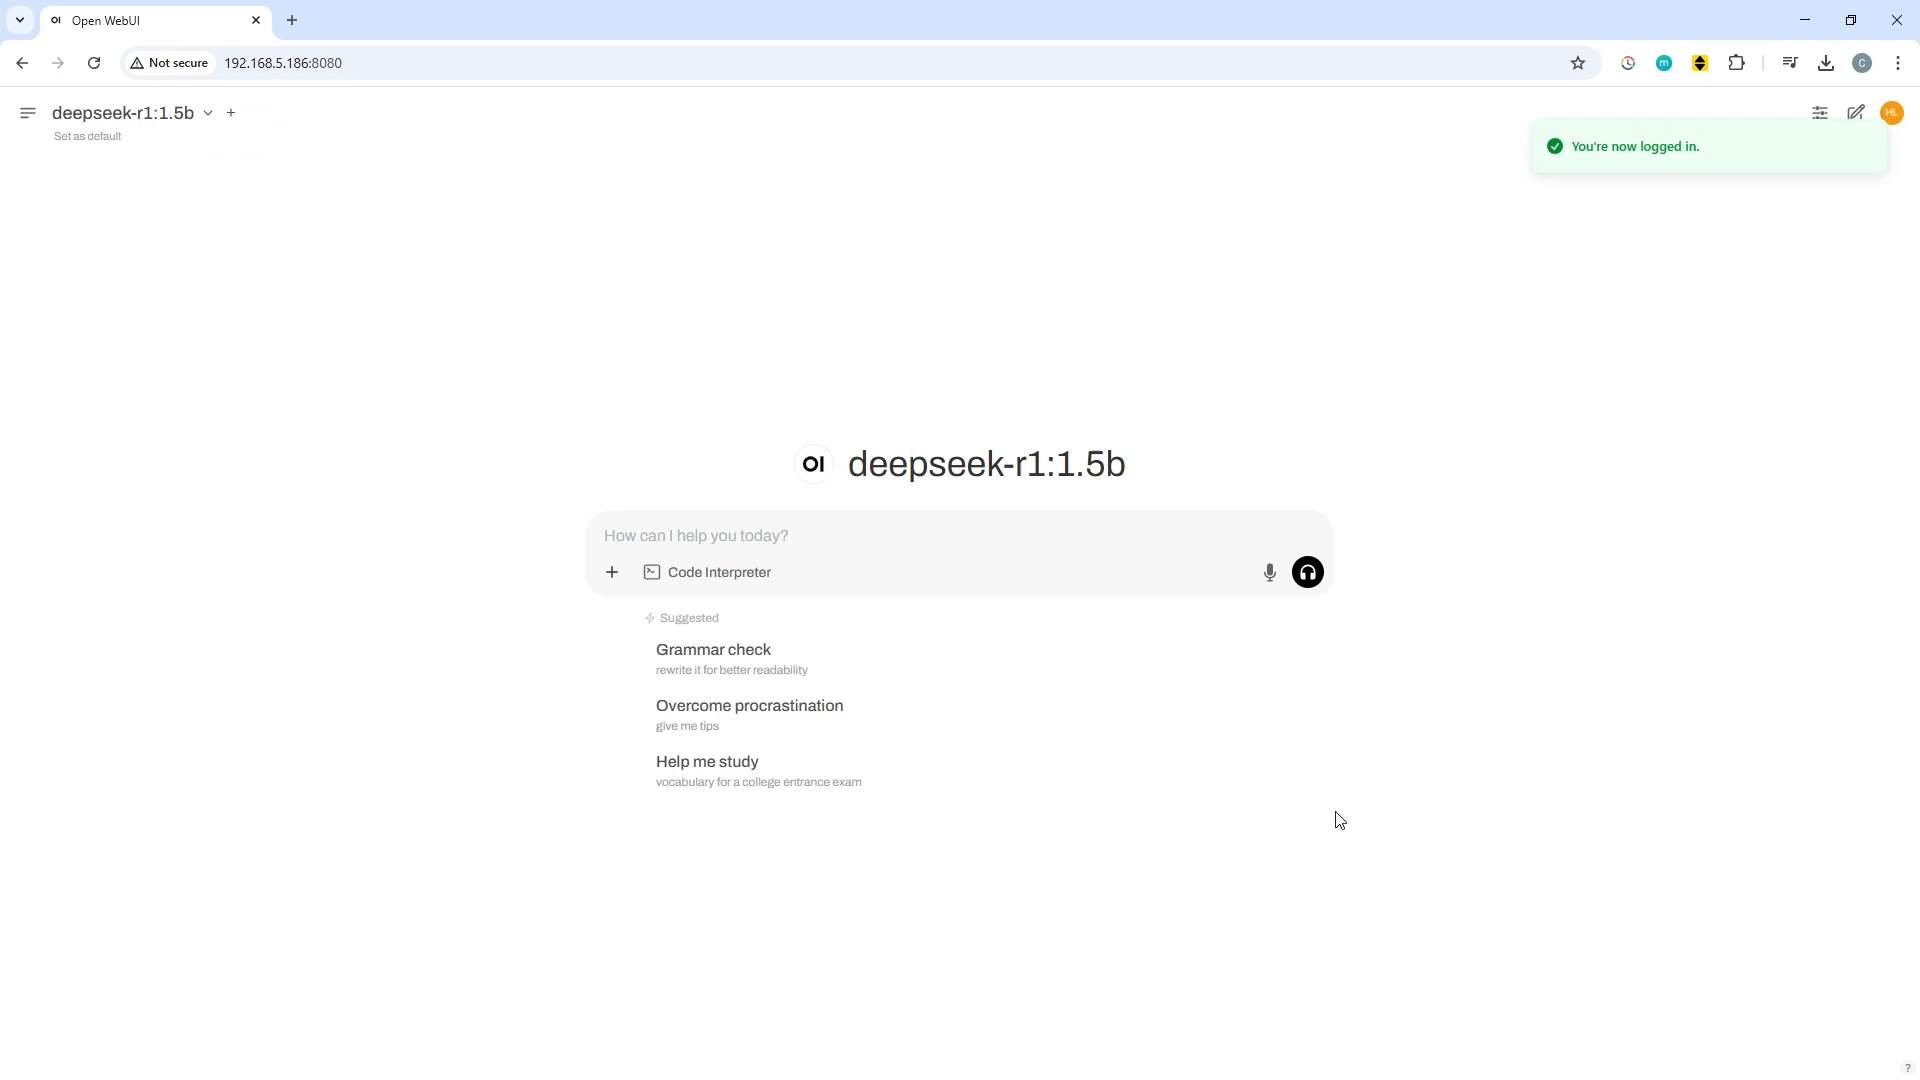 Open WebUI
Not secure
192.168.5.186:8080
C
m
deepseek-r1:1.5b
Set as default
HL
You're now logged in.
OI deepseek-r1:1.5b
How can I help you today?
Code Interpreter
Suggested
Grammar check
rewrite it for better readability
Overcome procrastination
give me tips
Help me study
vocabulary for a college entrance exam
?